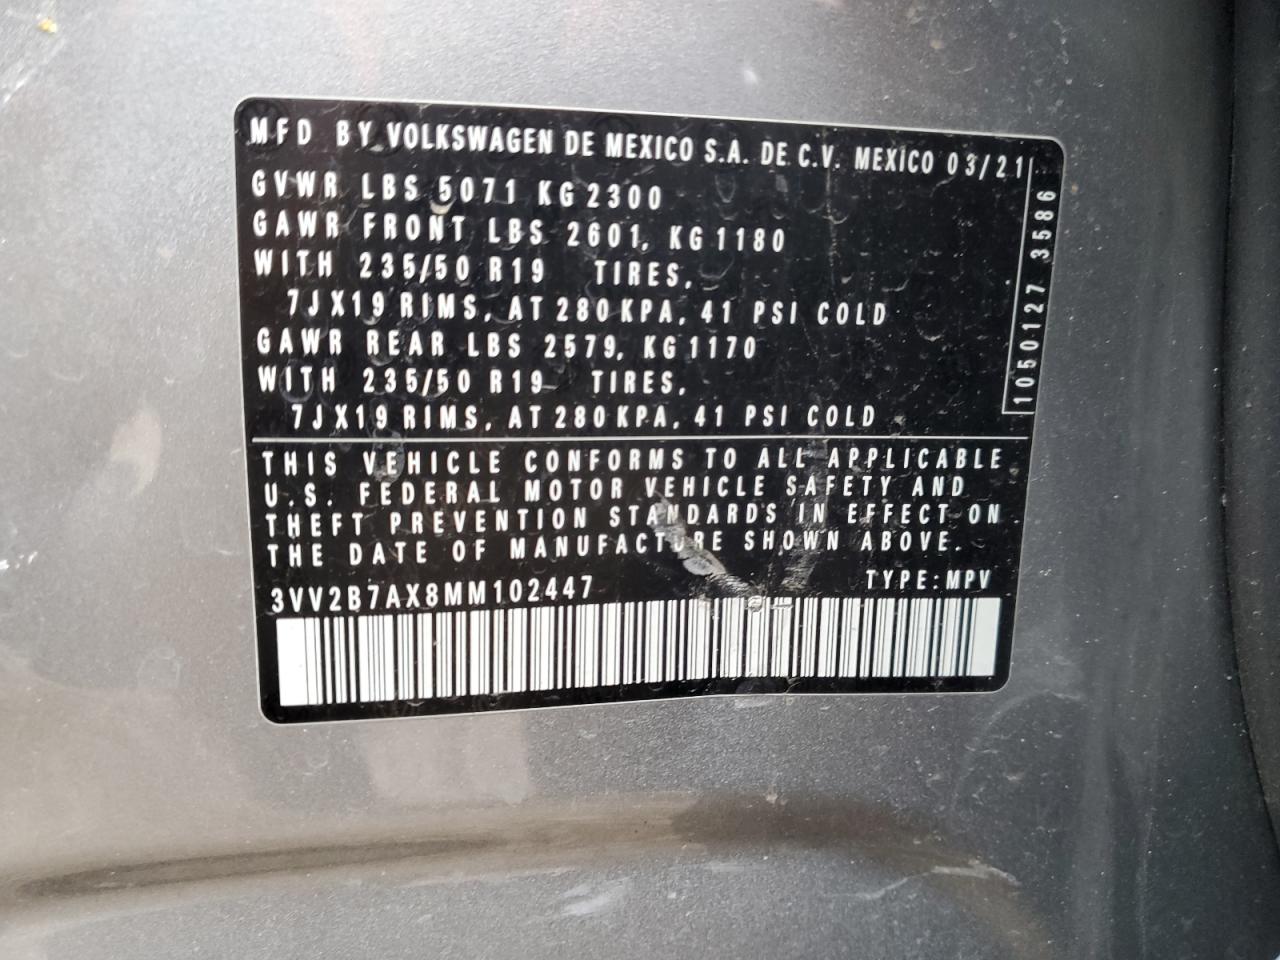 MFD BY VOLKSWAGEN DE MEXICO S.A. DE C.V. MEXICO 03/21
GVWR LBS 5071 KG 2300
GAWR FRONT LBS 2601, KG 1180
WITH 235/50 R19 TIRES,
7JX19 RIMS, AT 280 KPA, 41 PSI COLD
GAWR REAR LBS 2579, KG 1170
WITH 235/50 R19 TIRES,
7JX19 RIMS, AT 280 KPA, 41 PSI COLD
1050127 3586
THIS VEHICLE CONFORMS TO ALL APPLICABLE
U.S. FEDERAL MOTOR VEHICLE SAFETY AND
THEFT PREVENTION STANDARDS IN EFFECT ON
THE DATE OF MANUFACTURE SHOWN ABOVE.
3VV2B7AX8MM102447 TYPE: MPV